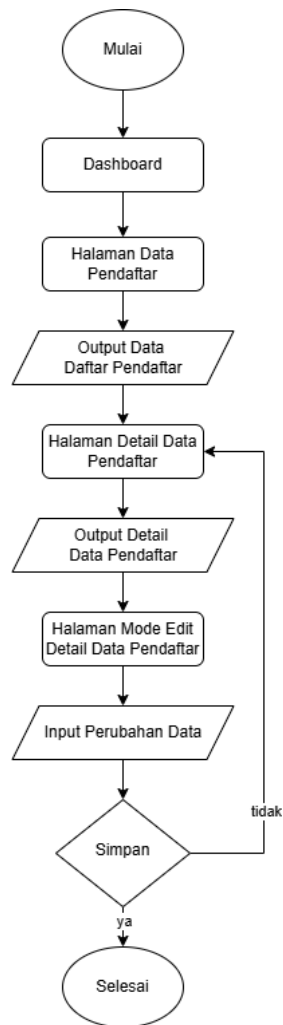 Mulai
Dashboard
Halaman Data
Pendaftar
Output Data
Daftar Pendaftar
Halaman Detail Data
Pendaftar
Output Detail
Data Pendaftar
Halaman Mode Edit
Detail Data Pendaftar
Input Perubahan Data
Simpan
tidak
ya
Selesai